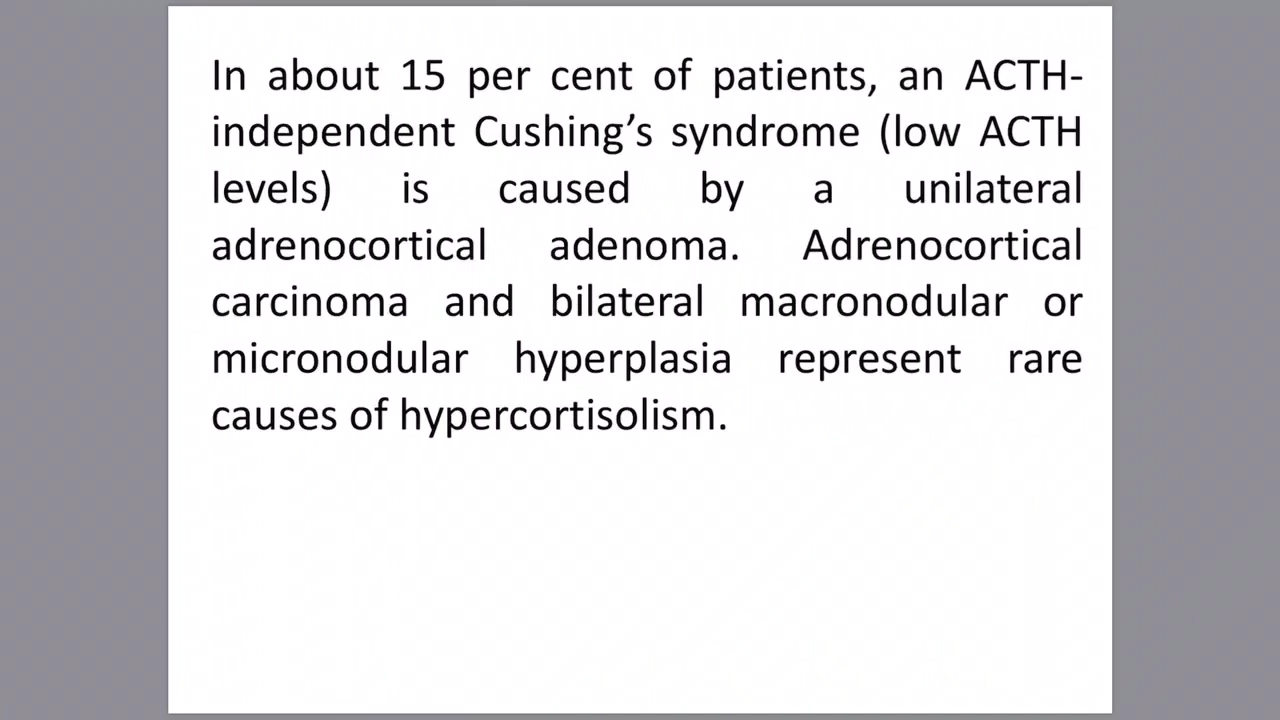 In about 15 per cent of patients, an ACTH-
independent Cushing’s syndrome (low ACTH
levels) is caused by a unilateral
adrenocortical adenoma. Adrenocortical
carcinoma and bilateral macronodular or
micronodular hyperplasia represent rare
causes of hypercortisolism.